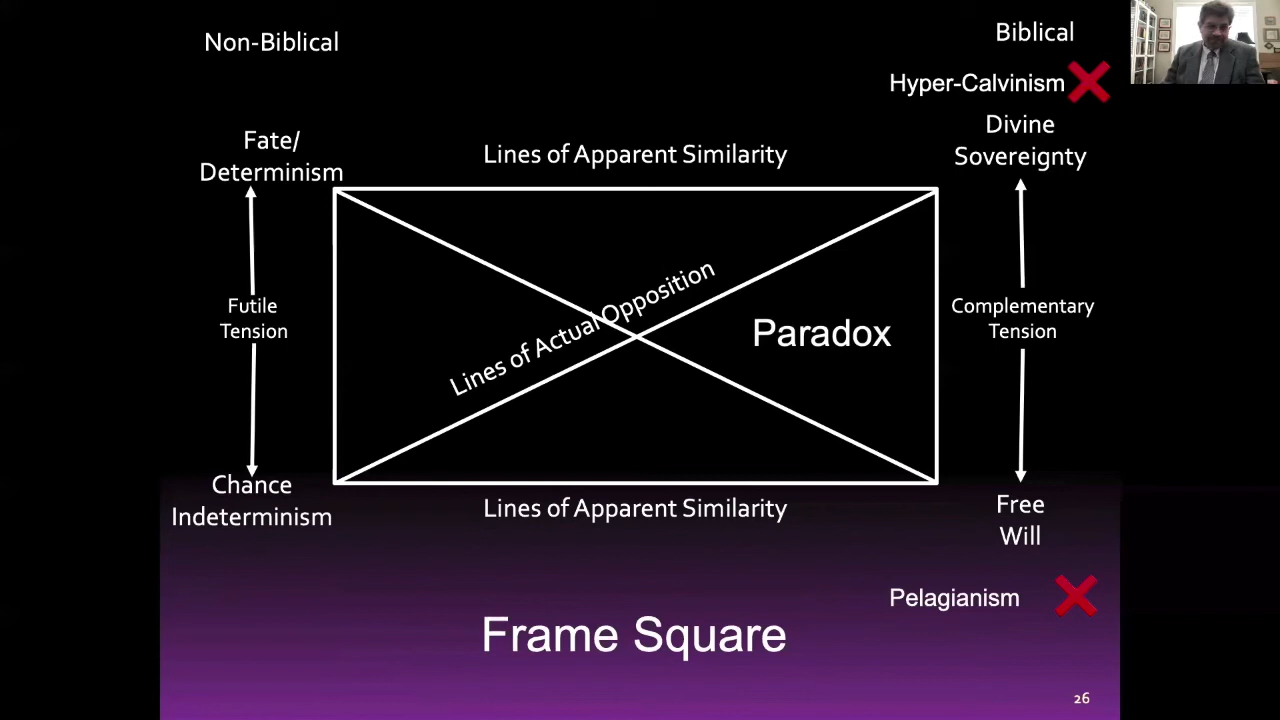 Non-Biblical
Biblical
Hyper-Calvinism
Fate/
Determinism
Lines of Apparent Similarity
Divine
Sovereignty
Futile
Tension
Lines of Actual Opposition
Paradox
Complementary
Tension
Chance
Indeterminism
Lines of Apparent Similarity
Free
Will
Pelagianism
Frame Square
26